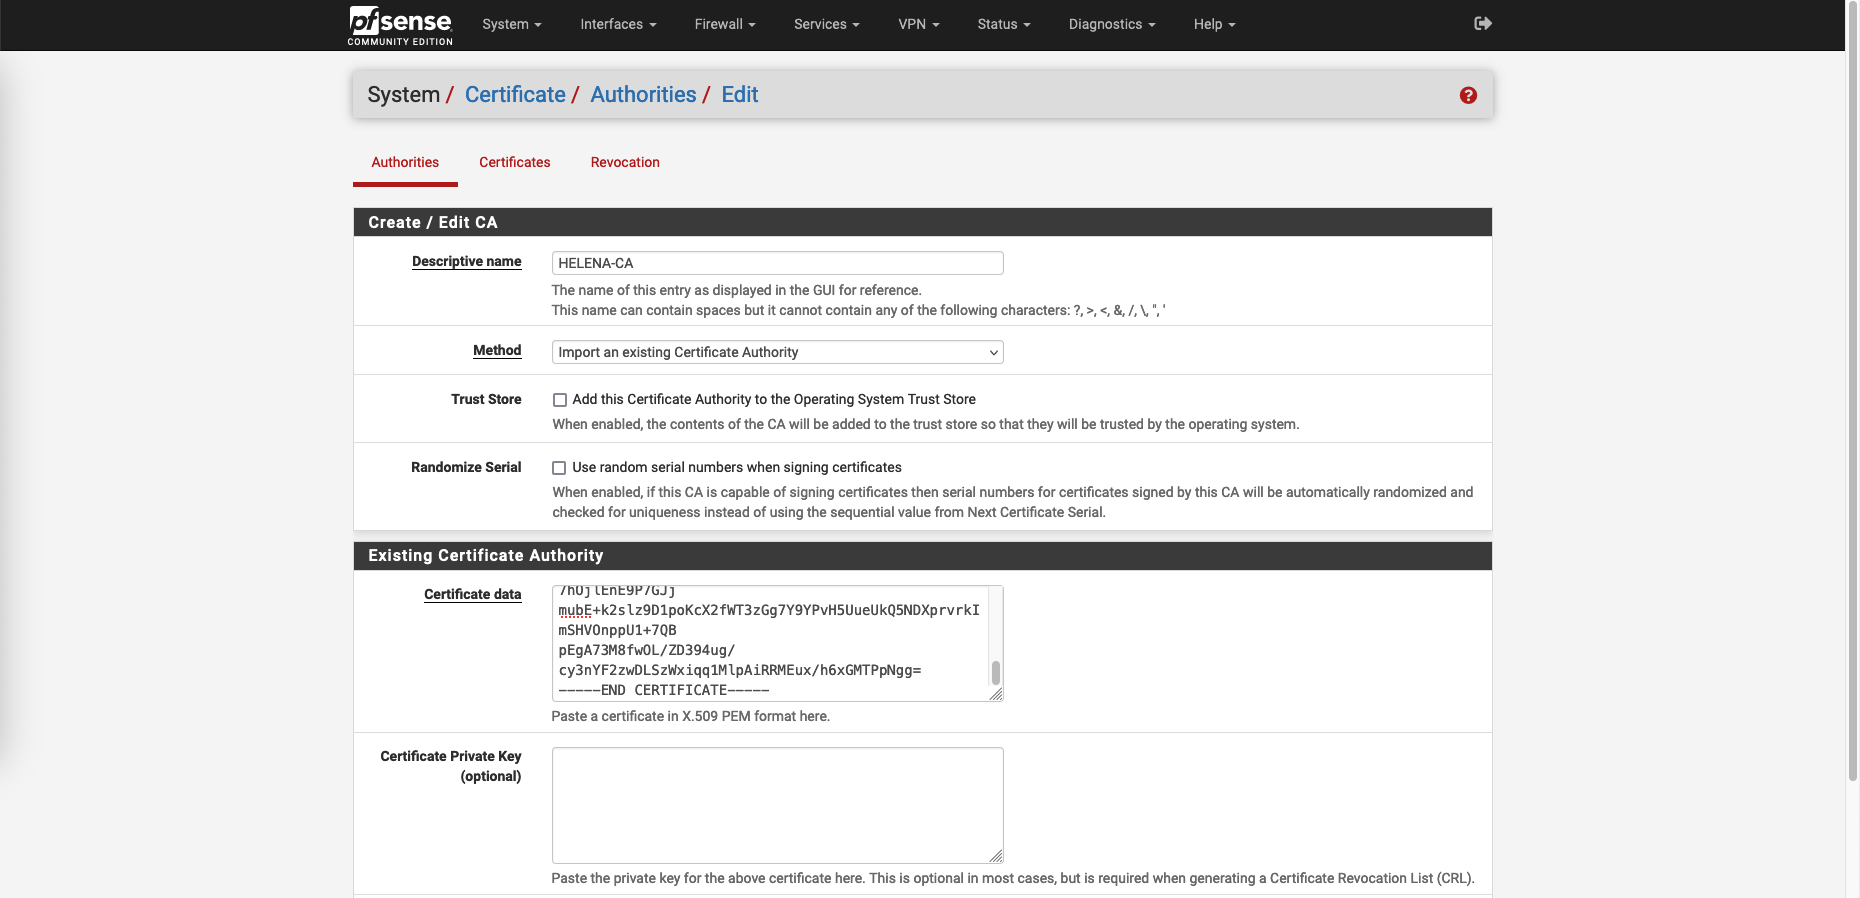 pfsense
COMMUNITY EDITION
System Interfaces Firewall Services VPN Status Diagnostics Help
System / Certificate / Authorities / Edit
Authorities Certificates Revocation
Create / Edit CA
Descriptive name HELENA-CA
The name of this entry as displayed in the GUI for reference.
This name can contain spaces but it cannot contain any of the following characters: ?, >, <, &, /, \, ", '
Method Import an existing Certificate Authority
Trust Store Add this Certificate Authority to the Operating System Trust Store
When enabled, the contents of the CA will be added to the trust store so that they will be trusted by the operating system.
Randomize Serial Use random serial numbers when signing certificates
When enabled, if this CA is capable of signing certificates then serial numbers for certificates signed by this CA will be automatically randomized and
checked for uniqueness instead of using the sequential value from Next Certificate Serial.
Existing Certificate Authority
Certificate data 7hOjlEnE9P7GJj
mubE+k2slz9D1poKcX2fWT3zGg7Y9YPvH5UueUkQ5NDXprvrkI
mSHVOnppU1+7QB
pEgA73M8fwOL/ZD394ug/
cy3nYF2zwDLSzWxiqq1MlpAiRRMEux/h6xGMTPpNgg=
-----END CERTIFICATE-----
Paste a certificate in X.509 PEM format here.
Certificate Private Key
(optional)
Paste the private key for the above certificate here. This is optional in most cases, but is required when generating a Certificate Revocation List (CRL).